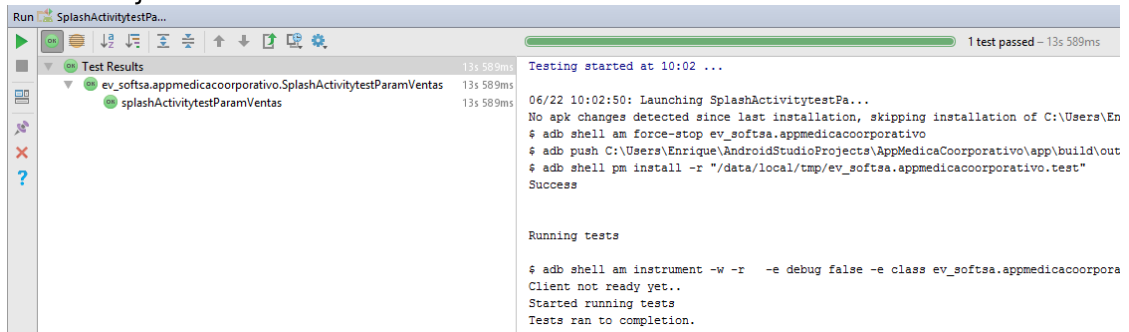 Run SplashActivitytestPa...
1 test passed – 13s 589ms
Test Results 13s 589ms
ev_softsa.appmedicacoorporativo.SplashActivitytestParamVentas 13s 589ms
splashActivitytestParamVentas 13s 589ms
Testing started at 10:02 ...
06/22 10:02:50: Launching SplashActivitytestPa...
No apk changes detected since last installation, skipping installation of C:\Users\En
$ adb shell am force-stop ev_softsa.appmedicacoorporativo
$ adb push C:\Users\Enrique\AndroidStudioProjects\AppMedicaCoorporativo\app\build\out
$ adb shell pm install -r "/data/local/tmp/ev_softsa.appmedicacoorporativo.test"
Success
Running tests
$ adb shell am instrument -w -r   -e debug false -e class ev_softsa.appmedicacoorpora
Client not ready yet..
Started running tests
Tests ran to completion.